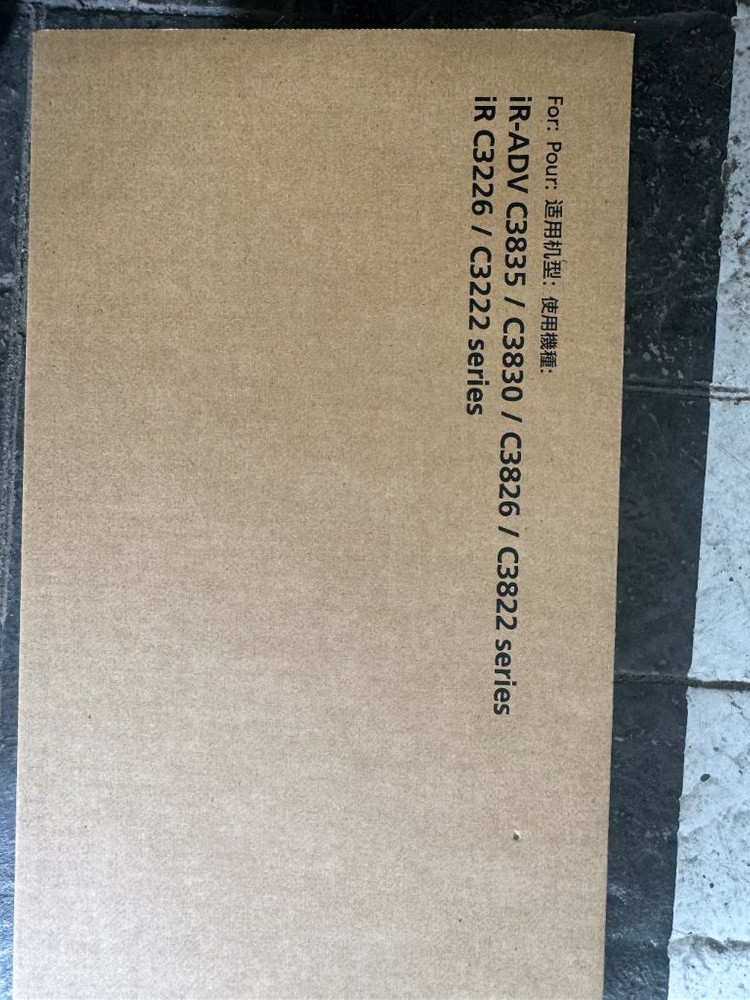 For: Pour: 适用机型: 使用機種:
iR-ADV C3835 / C3830 / C3826 / C3822 series
iR C3226 / C3222 series